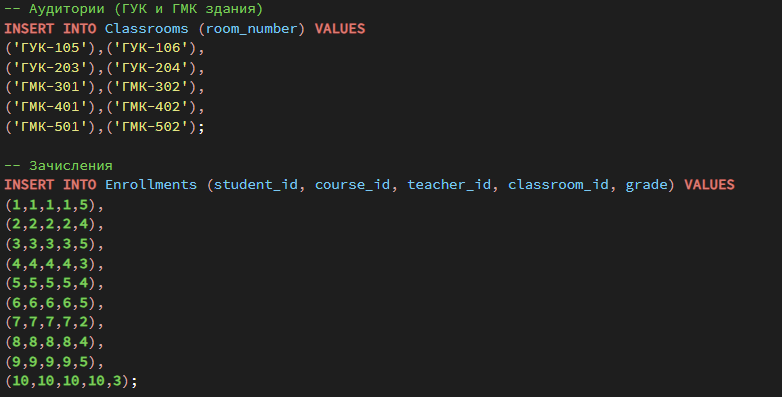 -- Аудитории (ГУК и ГМК здания)
INSERT INTO Classrooms (room_number) VALUES
('ГУК-105'),('ГУК-106'),
('ГУК-203'),('ГУК-204'),
('ГМК-301'),('ГМК-302'),
('ГМК-401'),('ГМК-402'),
('ГМК-501'),('ГМК-502');
-- Зачисления
INSERT INTO Enrollments (student_id, course_id, teacher_id, classroom_id, grade) VALUES
(1,1,1,1,5),
(2,2,2,2,4),
(3,3,3,3,5),
(4,4,4,4,3),
(5,5,5,5,4),
(6,6,6,6,5),
(7,7,7,7,2),
(8,8,8,8,4),
(9,9,9,9,5),
(10,10,10,10,3);